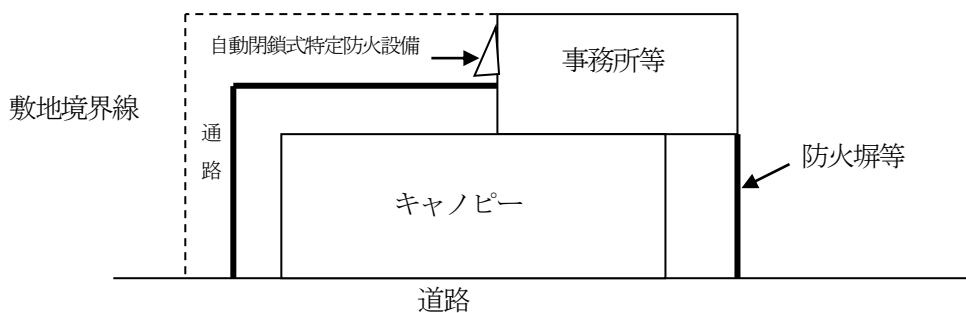 自動閉鎖式特定防火設備
事務所等
敷地境界線
通路
防火塀等
キャノピー
道路